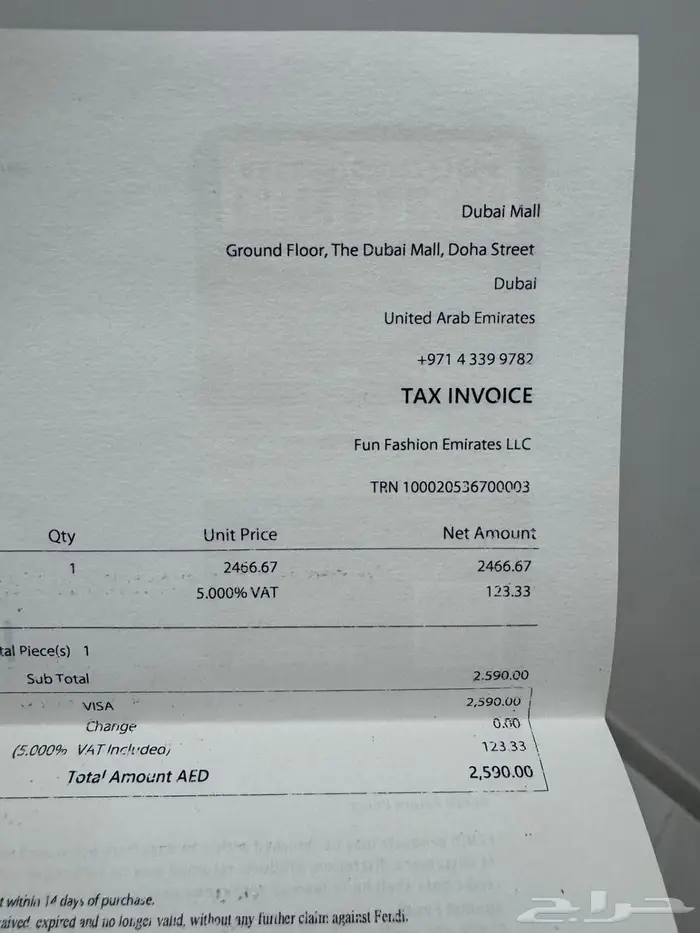 Dubai Mall
Ground Floor, The Dubai Mall, Doha Street
Dubai
United Arab Emirates
+971 4 339 9782
TAX INVOICE
Fun Fashion Emirates LLC
TRN 100020536700003
Qty Unit Price Net Amount
1 2466.67 2466.67
5.000% VAT 123.33
tal Piece(s) 1
Sub Total 2.590.00
VISA 2,590.00
Change 0.00
(5.000% VAT Included) 123.33
Total Amount AED 2,590.00
t within 14 days of purchase.
aived, expired and no longer valid, without any further claim against Fendi.
حراج